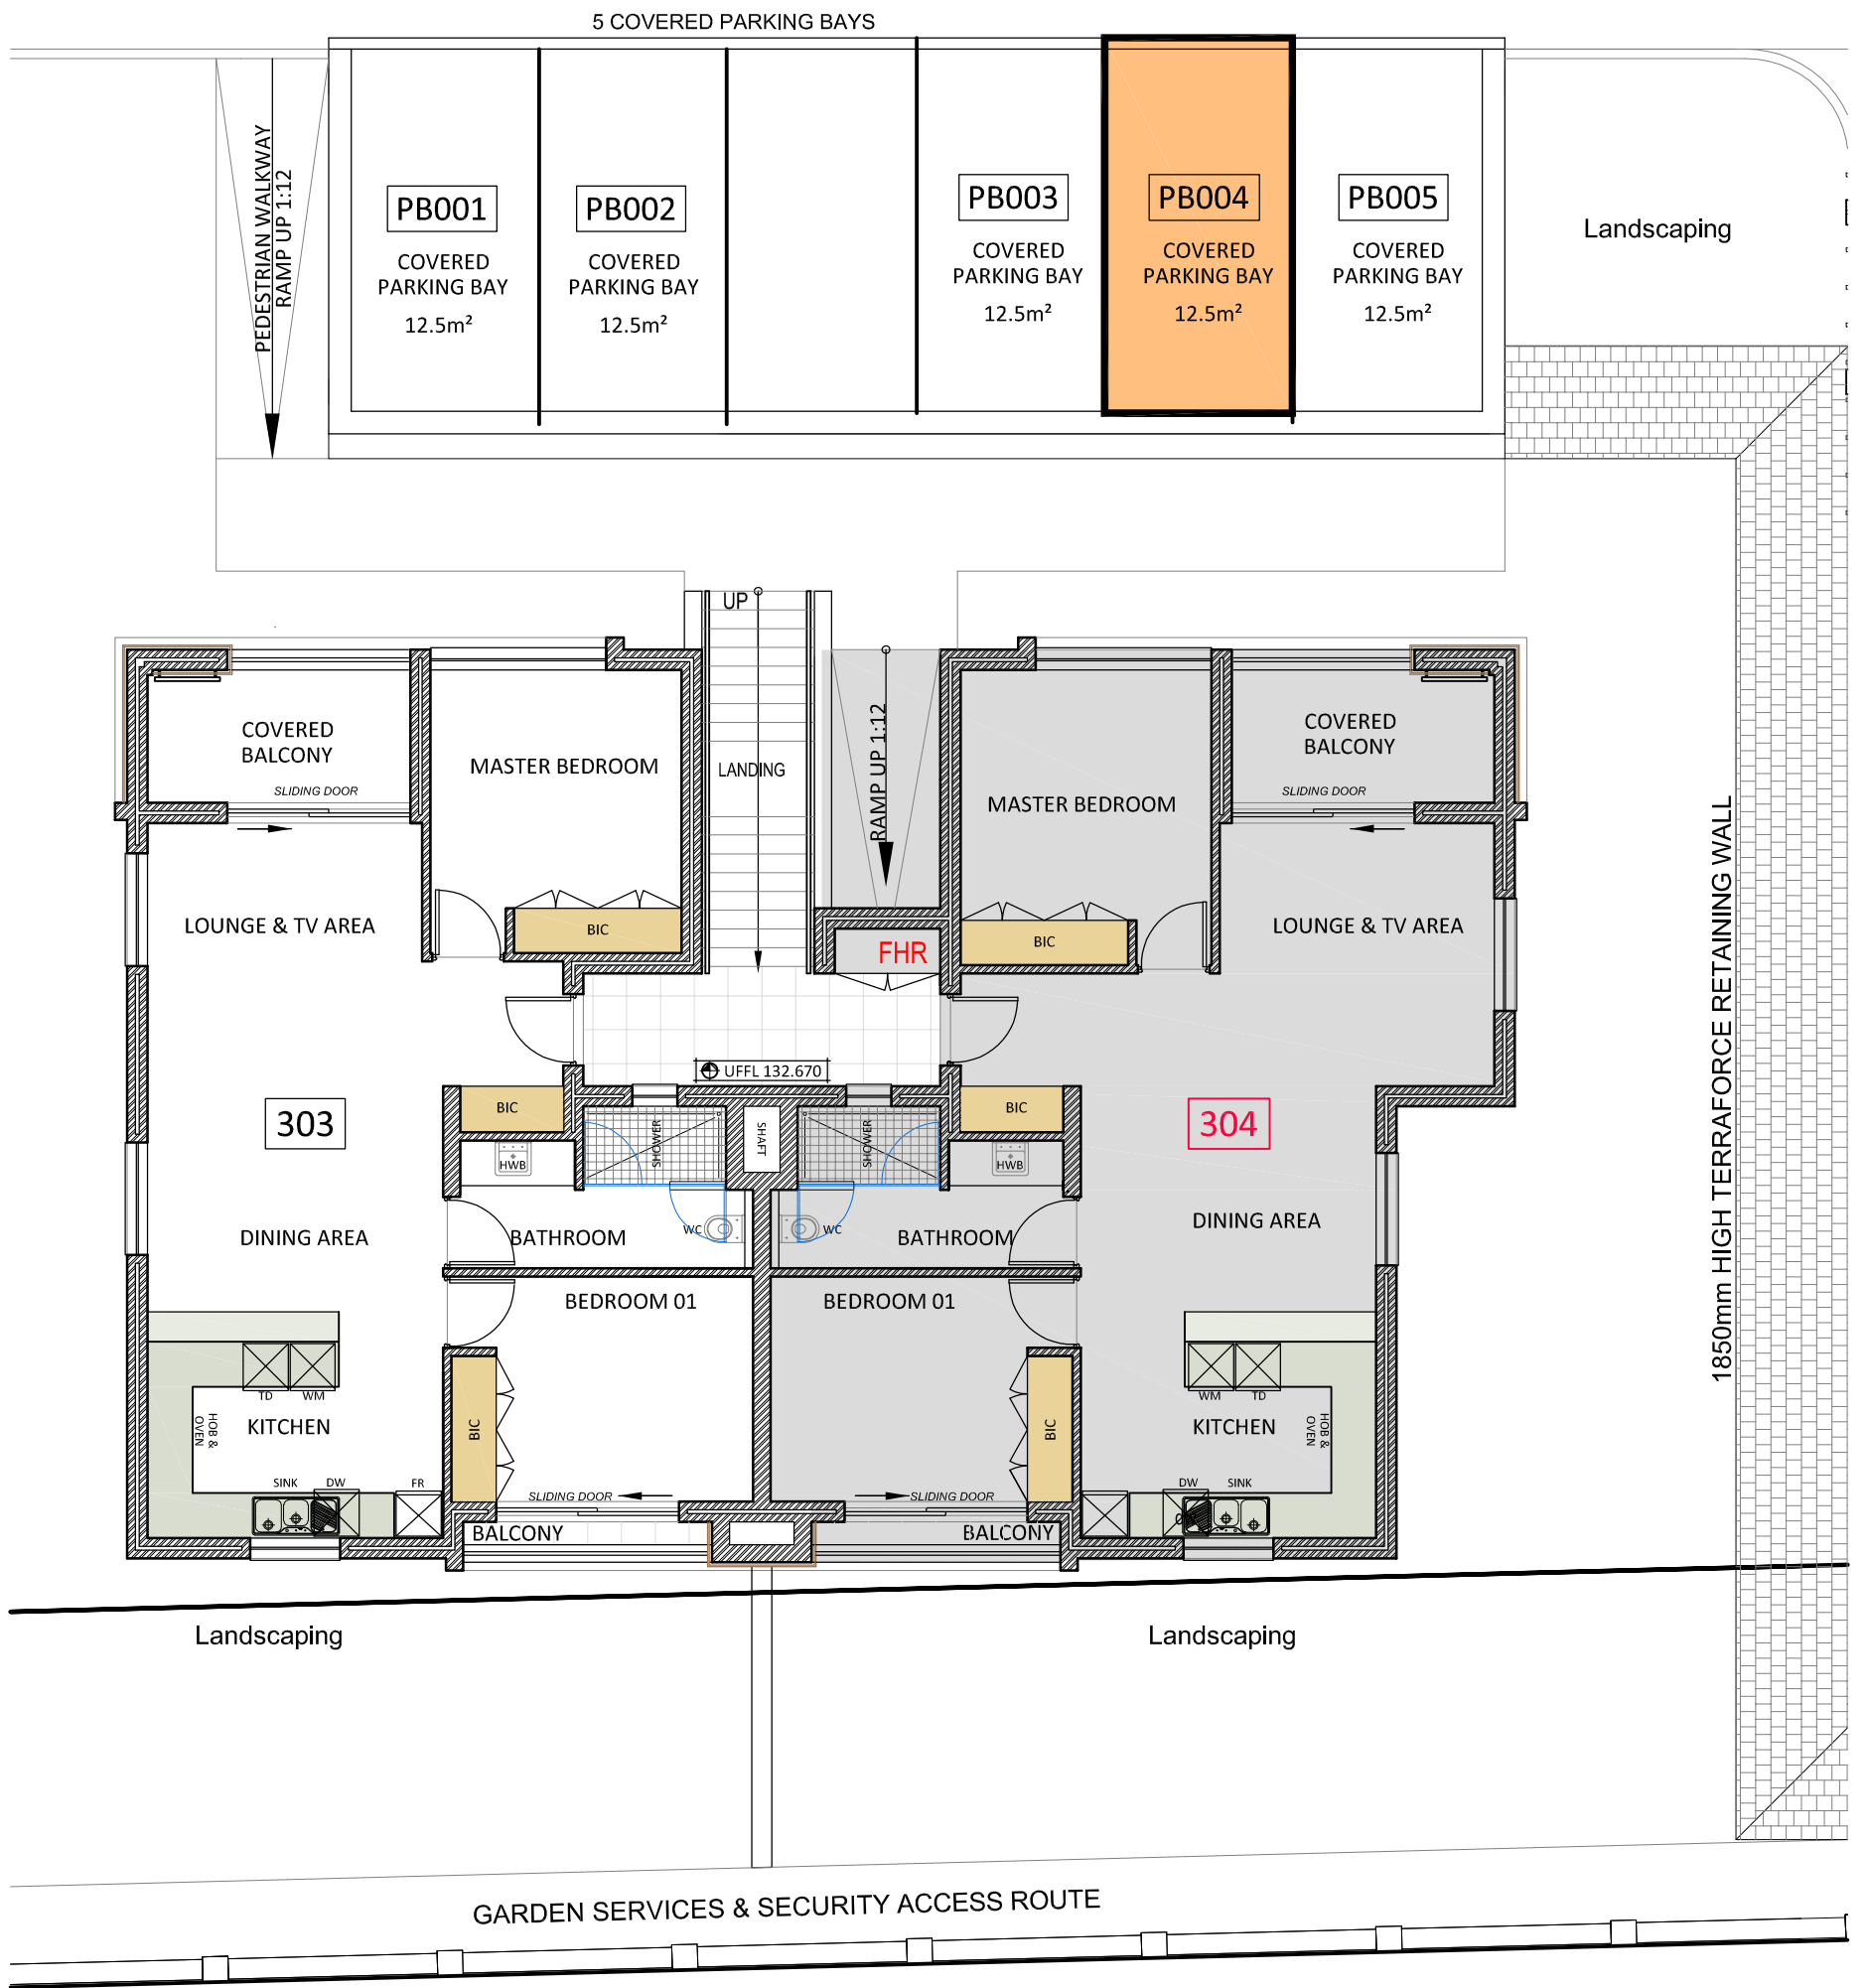 5 COVERED PARKING BAYS
PEDESTRIAN WALKWAY
RAMP UP 1:12
PB001
COVERED
PARKING BAY
12.5m²
PB002
COVERED
PARKING BAY
12.5m²
PB003
COVERED
PARKING BAY
12.5m²
PB004
COVERED
PARKING BAY
12.5m²
PB005
COVERED
PARKING BAY
12.5m²
Landscaping
UP
LANDING
RAMP UP 1:12
COVERED
BALCONY
SLIDING DOOR
MASTER BEDROOM
MASTER BEDROOM
COVERED
BALCONY
SLIDING DOOR
LOUNGE & TV AREA
BIC
FHR
BIC
LOUNGE & TV AREA
1850mm HIGH TERRAFORCE RETAINING WALL
UFFL 132.670
303
BIC
HWB
SHOWER
SHAFT
SHOWER
BIC
HWB
304
DINING AREA
BATHROOM
WC
WC
BATHROOM
DINING AREA
BEDROOM 01
BEDROOM 01
TD
WM
WM
TD
KITCHEN
HOB &
OVEN
BIC
BIC
KITCHEN
HOB &
OVEN
SINK
DW
FR
SLIDING DOOR
SLIDING DOOR
DW
SINK
BALCONY
BALCONY
Landscaping
Landscaping
GARDEN SERVICES & SECURITY ACCESS ROUTE